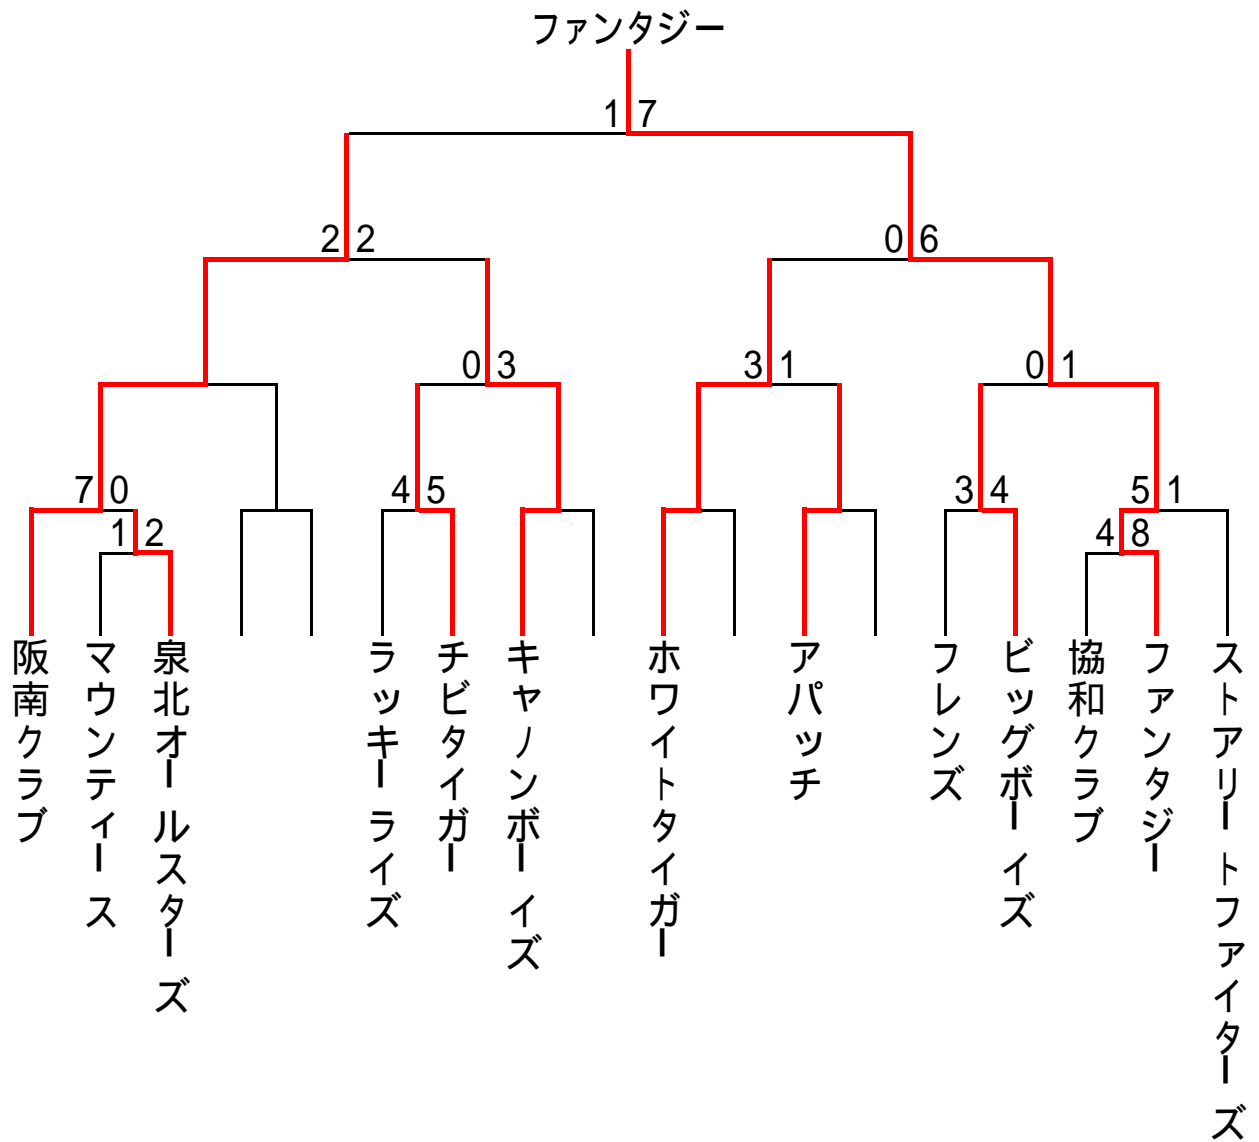 ファンタジー
1 7
2 2
0 6
0 3
3 1
0 1
7 0
4 5
3 4
5 1
1 2
4 8
阪南クラブ
マウンティース
泉北オールスターズ
ラッキーライズ
チビタイガー
キャノンボーイズ
ホワイトタイガー
アパッチ
フレンズ
ビッグボーイズ
協和クラブ
ファンタジー
ストアリートファイターズ